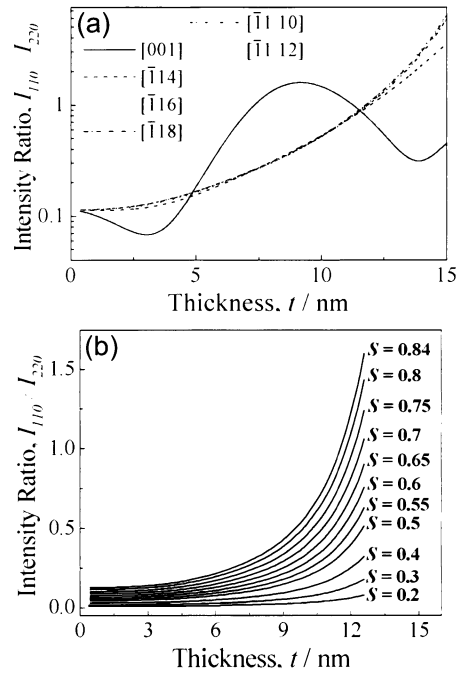 (a)
[001]
[1̄14]
[1̄16]
[1̄18]
[1̄1 10]
[1̄1 12]
Intensity Ratio, I110 I220
1
0.1
0 5 10 15
Thickness, t / nm
(b)
Intensity Ratio, I110 / I220
1.5
1.0
0.5
0.0
S = 0.84
S = 0.8
S = 0.75
S = 0.7
S = 0.65
S = 0.6
S = 0.55
S = 0.5
S = 0.4
S = 0.3
S = 0.2
0 3 6 9 12 15
Thickness, t / nm